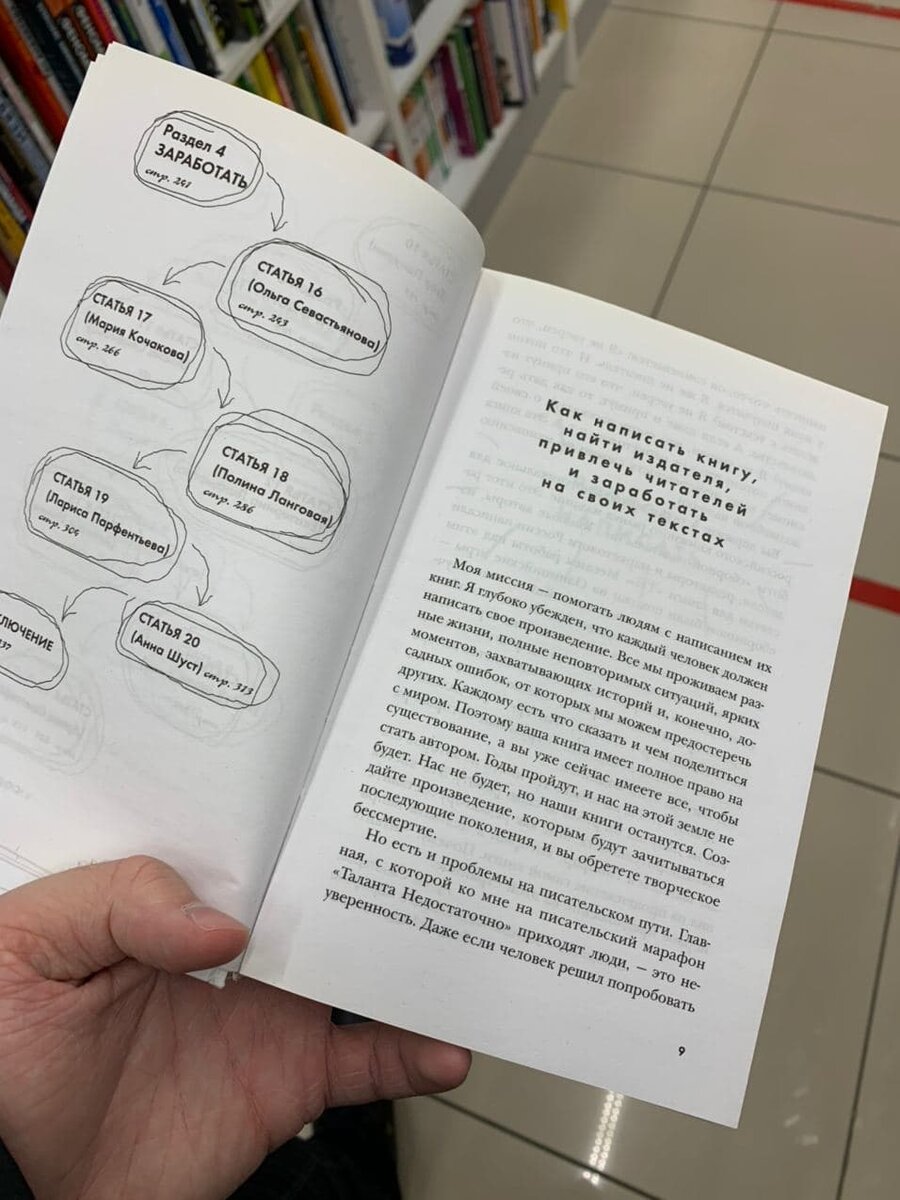 Раздел 4
ЗАРАБОТАТЬ
стр. 241
СТАТЬЯ 16
(Ольга Севастьянова)
стр. 243
СТАТЬЯ 17
(Мария Кочакова)
стр. 266
СТАТЬЯ 18
(Полина Ланговая)
стр. 286
СТАТЬЯ 19
(Лариса Парфентьева)
стр. 304
СТАТЬЯ 20
(Анна Шуст) стр. 313
Как написать книгу,
найти издателя,
привлечь читателей
и заработать
на своих текстах
Моя миссия — помогать людям с написанием их
книг. Я глубоко убежден, что каждый человек должен
написать свое произведение. Все мы проживаем раз-
ные жизни, полные неповторимых ситуаций, ярких
моментов, захватывающих историй и, конечно, до-
садных ошибок, от которых мы можем предостеречь
других. Каждому есть что сказать и чем поделиться
с миром. Поэтому ваша книга имеет полное право на
существование, а вы уже сейчас имеете все, чтобы
стать автором. Годы пройдут, и нас на этой земле не
будет. Нас не будет, но наши книги останутся. Соз-
дайте произведение, которым будут зачитываться
последующие поколения, и вы обретете творческое
бессмертие.
Но есть и проблемы на писательском пути. Глав-
ная, с которой ко мне на писательский марафон
«Таланта Недостаточно» приходят люди, — это не-
уверенность. Даже если человек решил попробовать
9